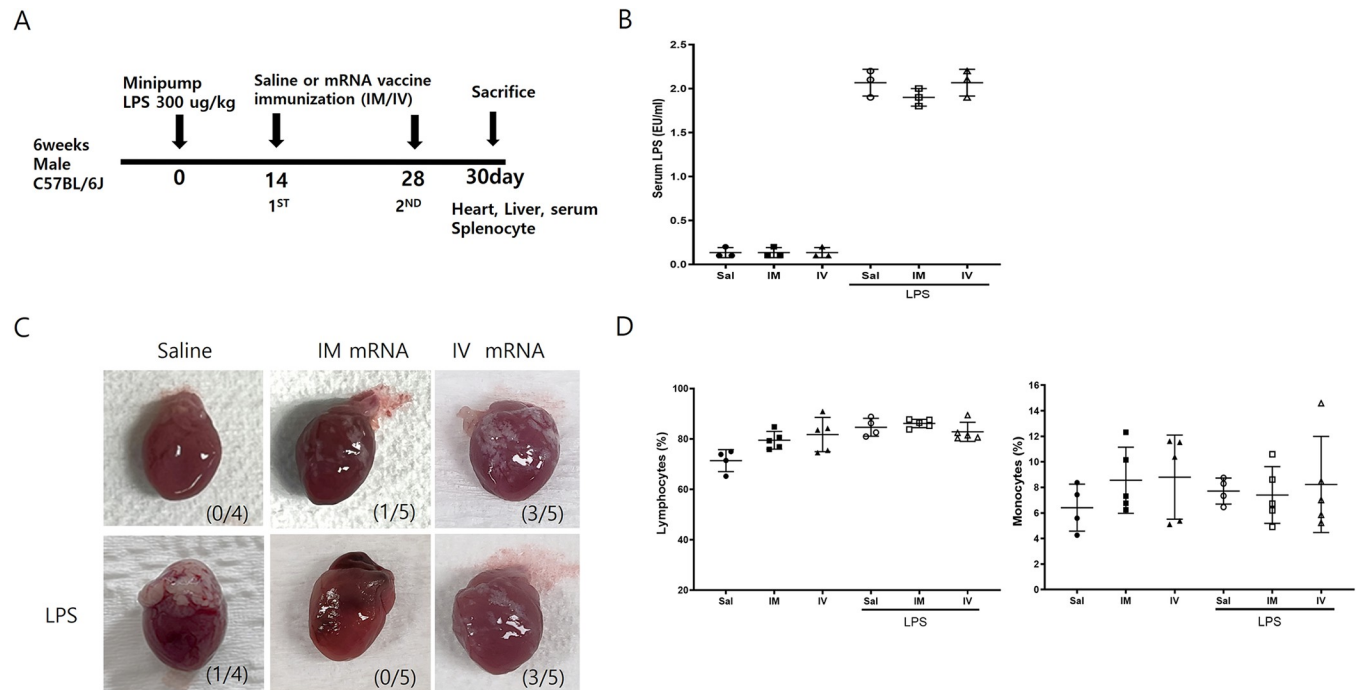 A
Minipump
LPS 300 ug/kg
Saline or mRNA vaccine
immunization (IM/IV)
Sacrifice
6weeks
Male
C57BL/6J
0
14
28
30day
1ST
2ND
Heart, Liver, serum
Splenocyte
B
Serum LPS (EU/ml)
2.5
2.0
1.5
1.0
0.5
0.0
Sal IM IV Sal IM IV
LPS
C
Saline IM mRNA IV mRNA
(0/4) (1/5) (3/5)
LPS
(1/4) (0/5) (3/5)
D
Lymphocytes (%)
100
80
60
40
20
Sal IM IV Sal IM IV
LPS
Monocytes (%)
16
14
12
10
8
6
4
2
0
Sal IM IV Sal IM IV
LPS